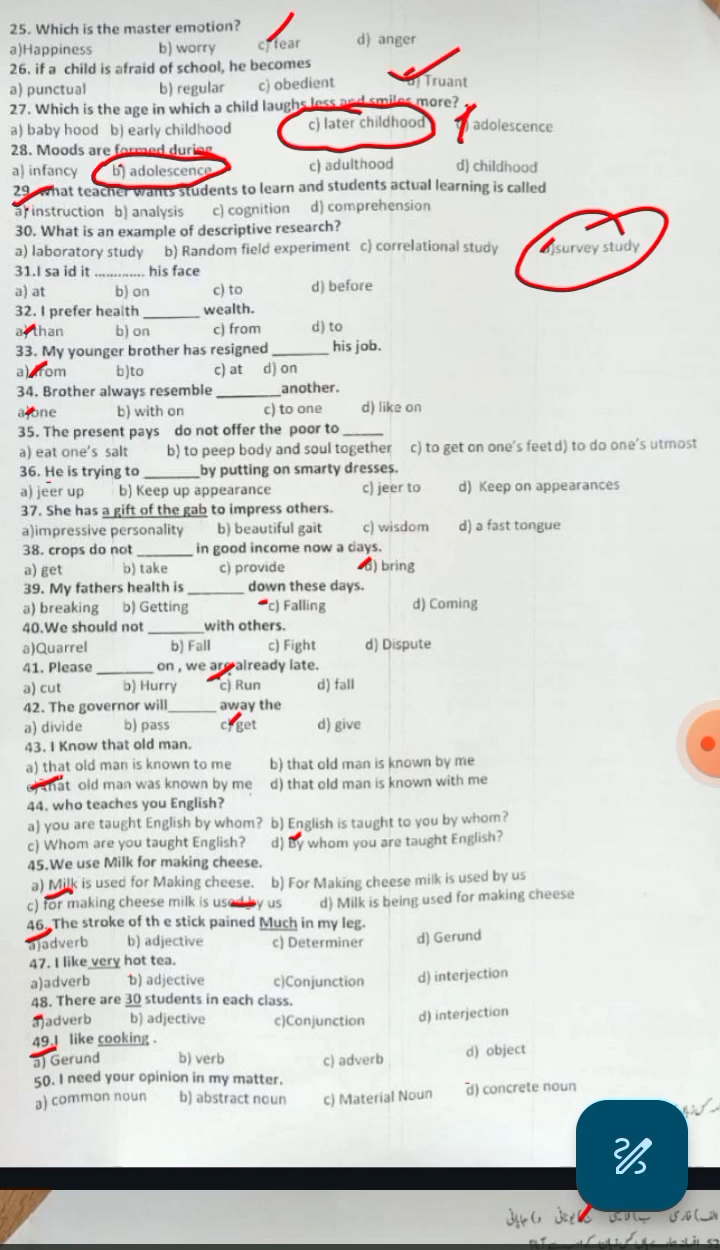 25. Which is the master emotion?
a)Happiness b) worry c) fear d) anger
26. if a child is afraid of school, he becomes
a) punctual b) regular c) obedient d) Truant
27. Which is the age in which a child laughs less and smiles more?
a) baby hood b) early childhood c) later childhood d) adolescence
28. Moods are formed during
a) infancy b) adolescence c) adulthood d) childhood
29. what teacher wants students to learn and students actual learning is called
a) instruction b) analysis c) cognition d) comprehension
30. What is an example of descriptive research?
a) laboratory study b) Random field experiment c) correlational study d)survey study
31.I sa id it ............. his face
a) at b) on c) to d) before
32. I prefer health ________ wealth.
a) than b) on c) from d) to
33. My younger brother has resigned ________ his job.
a) from b)to c) at d) on
34. Brother always resemble _________another.
a)one b) with on c) to one d) like on
35. The present pays do not offer the poor to _____
a) eat one's salt b) to peep body and soul together c) to get on one's feet d) to do one's utmost
36. He is trying to _______by putting on smarty dresses.
a) jeer up b) Keep up appearance c) jeer to d) Keep on appearances
37. She has a gift of the gab to impress others.
a)impressive personality b) beautiful gait c) wisdom d) a fast tongue
38. crops do not ________ in good income now a days.
a) get b) take c) provide d) bring
39. My fathers health is _______ down these days.
a) breaking b) Getting c) Falling d) Coming
40.We should not _______with others.
a)Quarrel b) Fall c) Fight d) Dispute
41. Please ________ on , we are already late.
a) cut b) Hurry c) Run d) fall
42. The governor will______ away the
a) divide b) pass c) get d) give
43. I Know that old man.
a) that old man is known to me b) that old man is known by me
c) that old man was known by me d) that old man is known with me
44. who teaches you English?
a) you are taught English by whom? b) English is taught to you by whom?
c) Whom are you taught English? d) By whom you are taught English?
45.We use Milk for making cheese.
a) Milk is used for Making cheese. b) For Making cheese milk is used by us
c) for making cheese milk is used by us d) Milk is being used for making cheese
46. The stroke of th e stick pained Much in my leg.
a)adverb b) adjective c) Determiner d) Gerund
47. I like very hot tea.
a)adverb b) adjective c)Conjunction d) interjection
48. There are 30 students in each class.
a)adverb b) adjective c)Conjunction d) interjection
49.I like cooking .
a) Gerund b) verb c) adverb d) object
50. I need your opinion in my matter.
a) common noun b) abstract noun c) Material Noun d) concrete noun
الف) فارسی ج) یونانی د) جاپانی